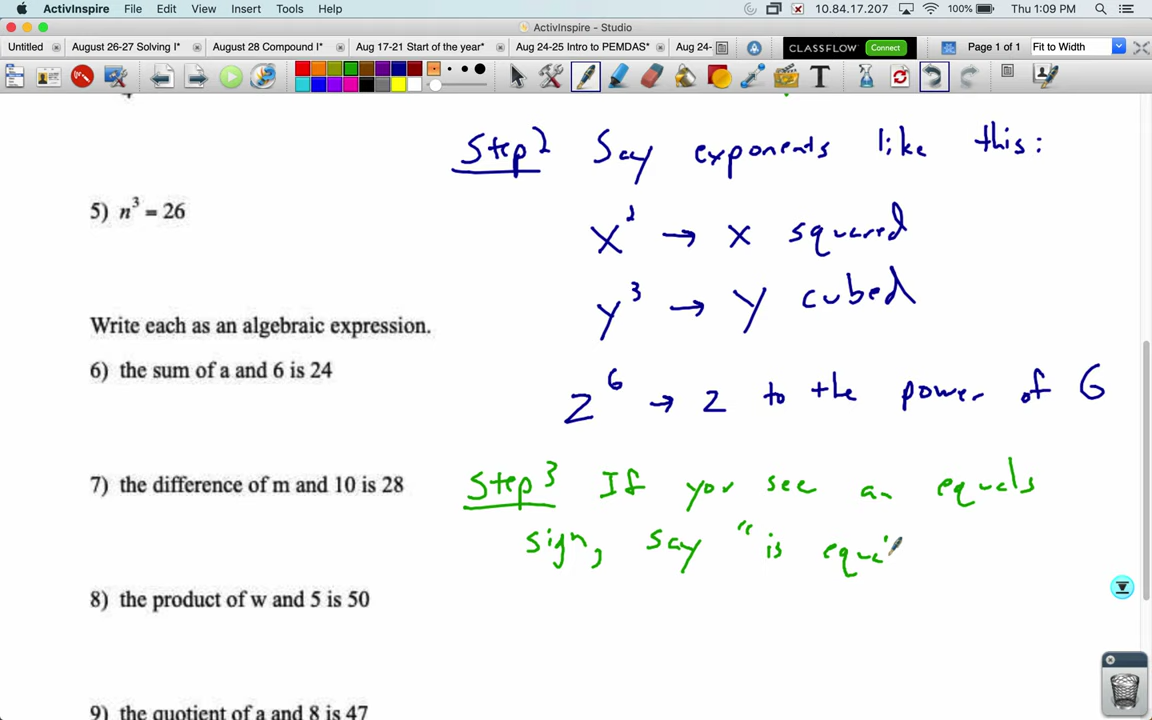 ActivInspire File Edit View Insert Tools Help 10.84.17.207 100% Thu 1:09 PM
ActivInspire - Studio
Untitled August 26-27 Solving I* August 28 Compound I* Aug 17-21 Start of the year* Aug 24-25 Intro to PEMDAS* Aug 24- CLASSFLOW Connect Page 1 of 1 Fit to Width
T
Step 2 Say exponents like this:
5) n³ = 26
x² → x squared
y³ → y cubed
Write each as an algebraic expression.
6) the sum of a and 6 is 24
z⁶ → z to the power of 6
7) the difference of m and 10 is 28
Step 3 If you see an equals
sign, say "is equa
8) the product of w and 5 is 50
9) the quotient of a and 8 is 47